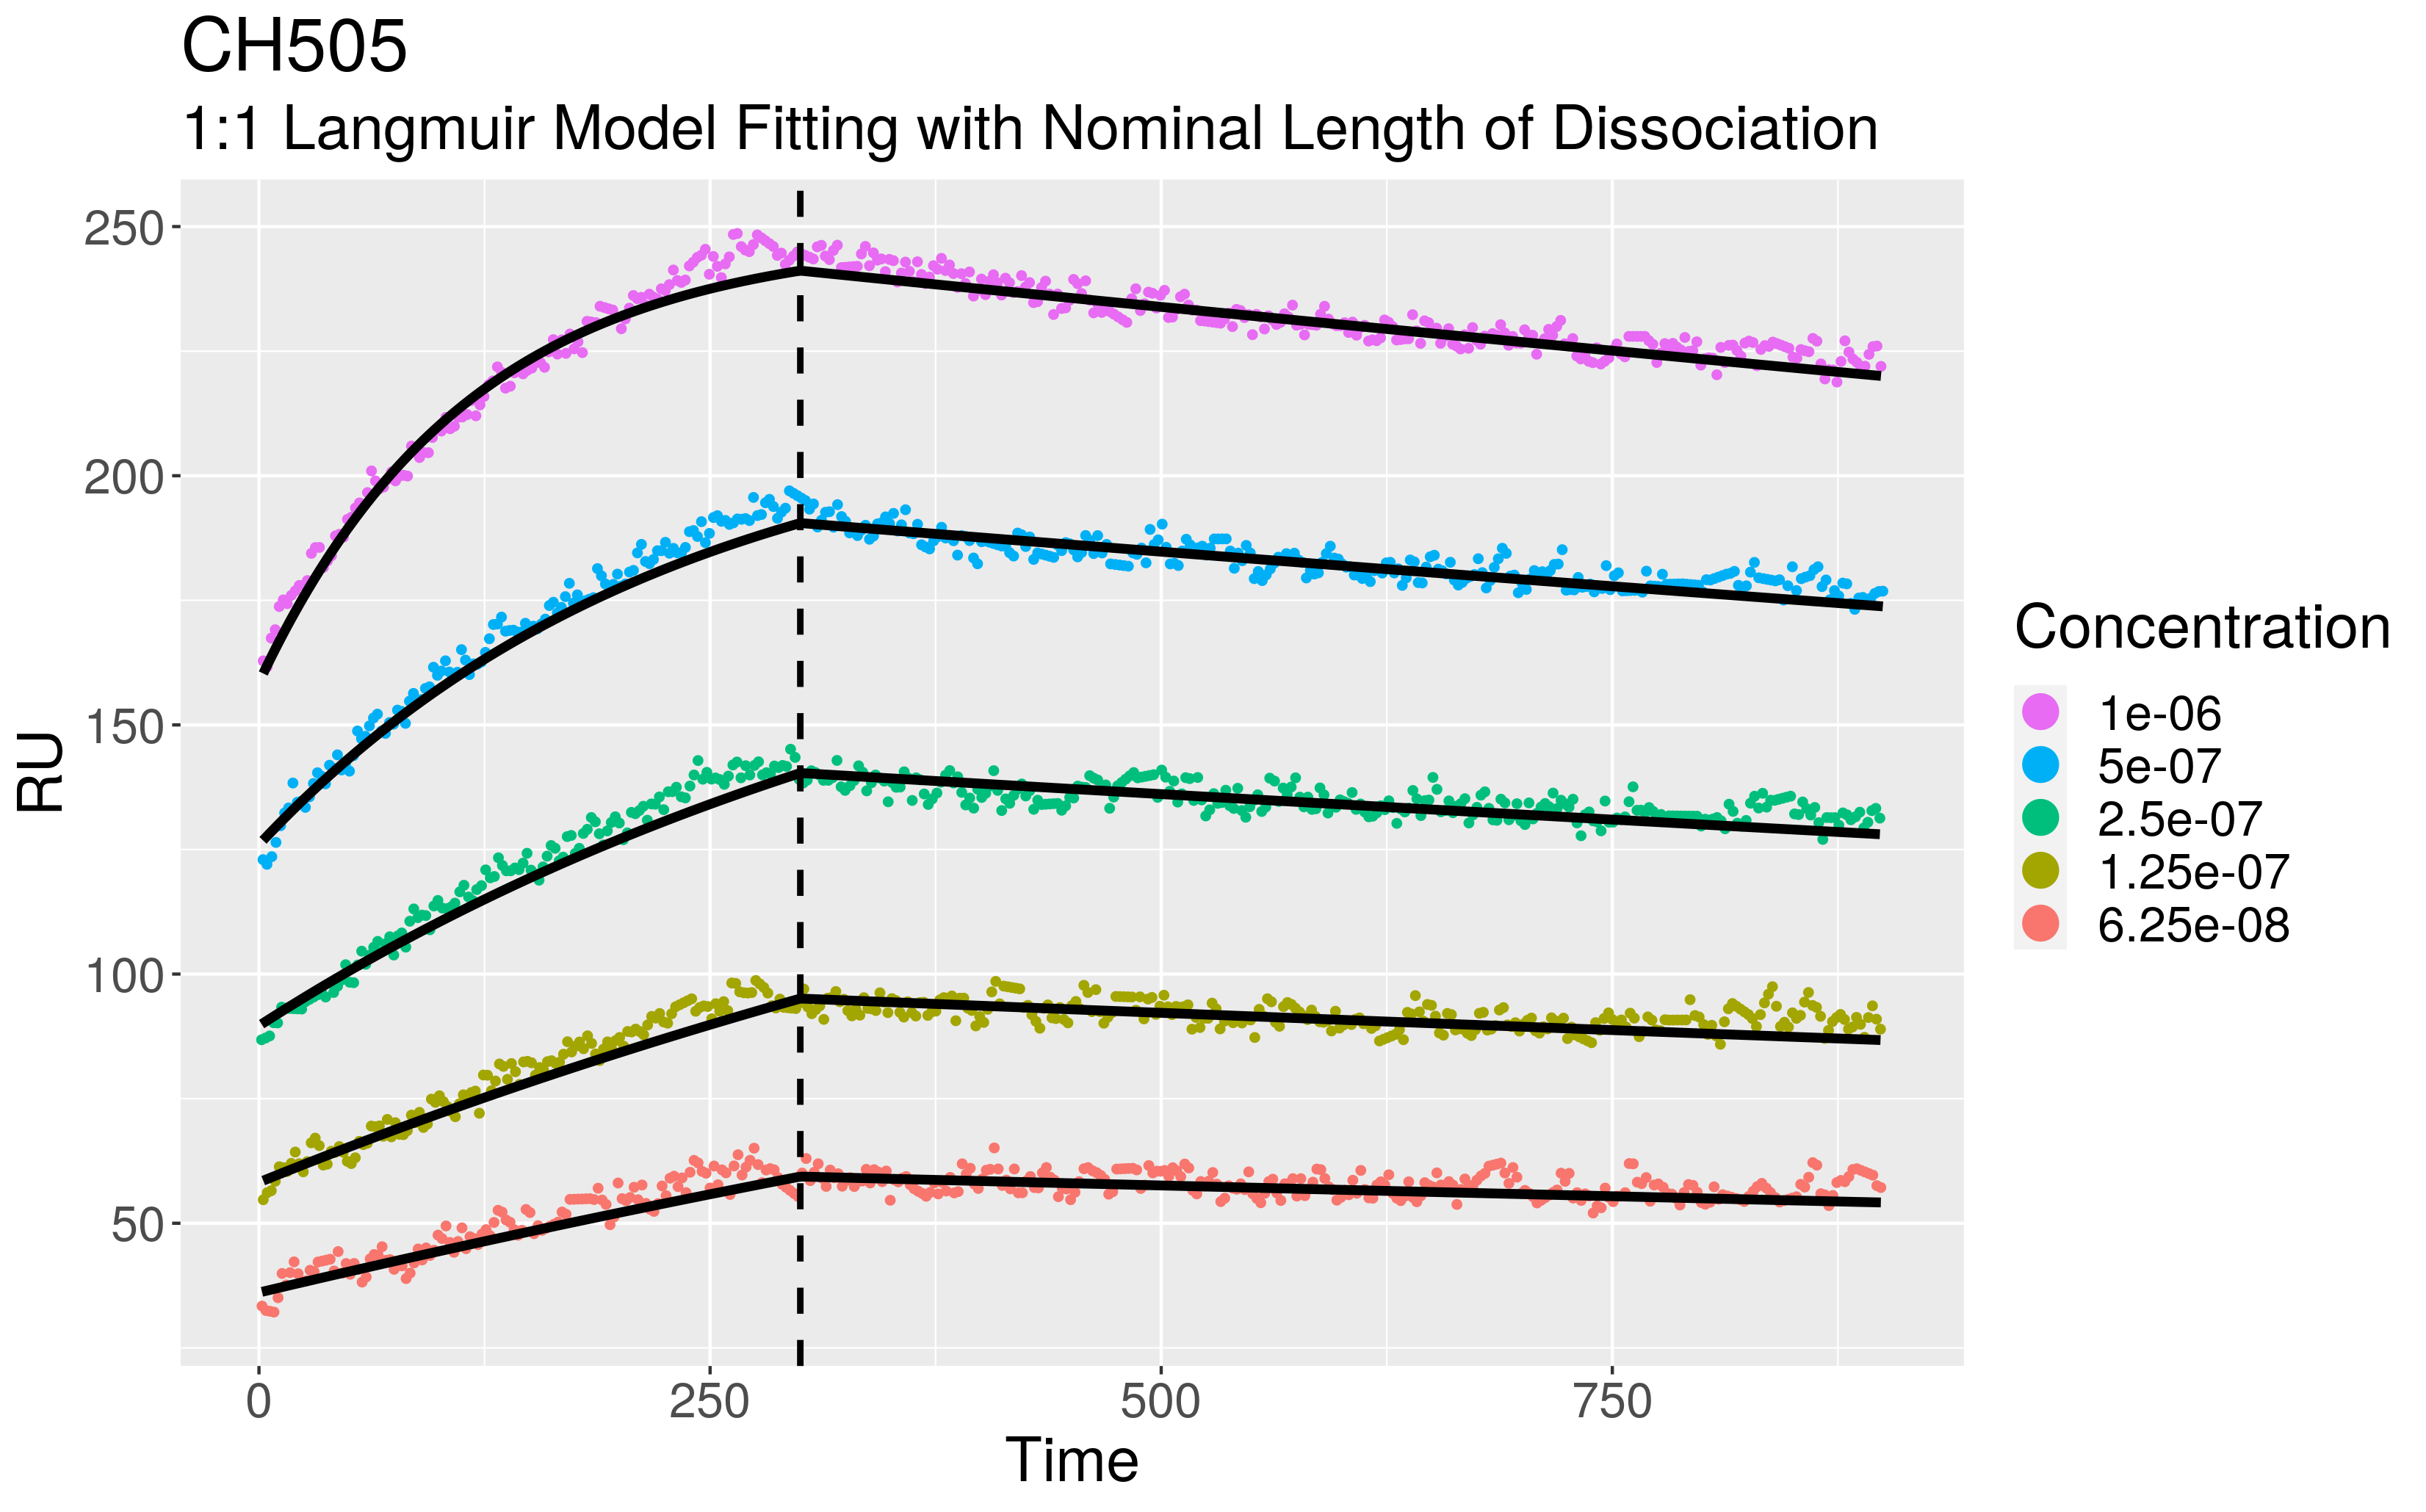 CH505
1:1 Langmuir Model Fitting with Nominal Length of Dissociation
RU
250
200
150
100
50
0 250 500 750
Time
Concentration
1e-06
5e-07
2.5e-07
1.25e-07
6.25e-08